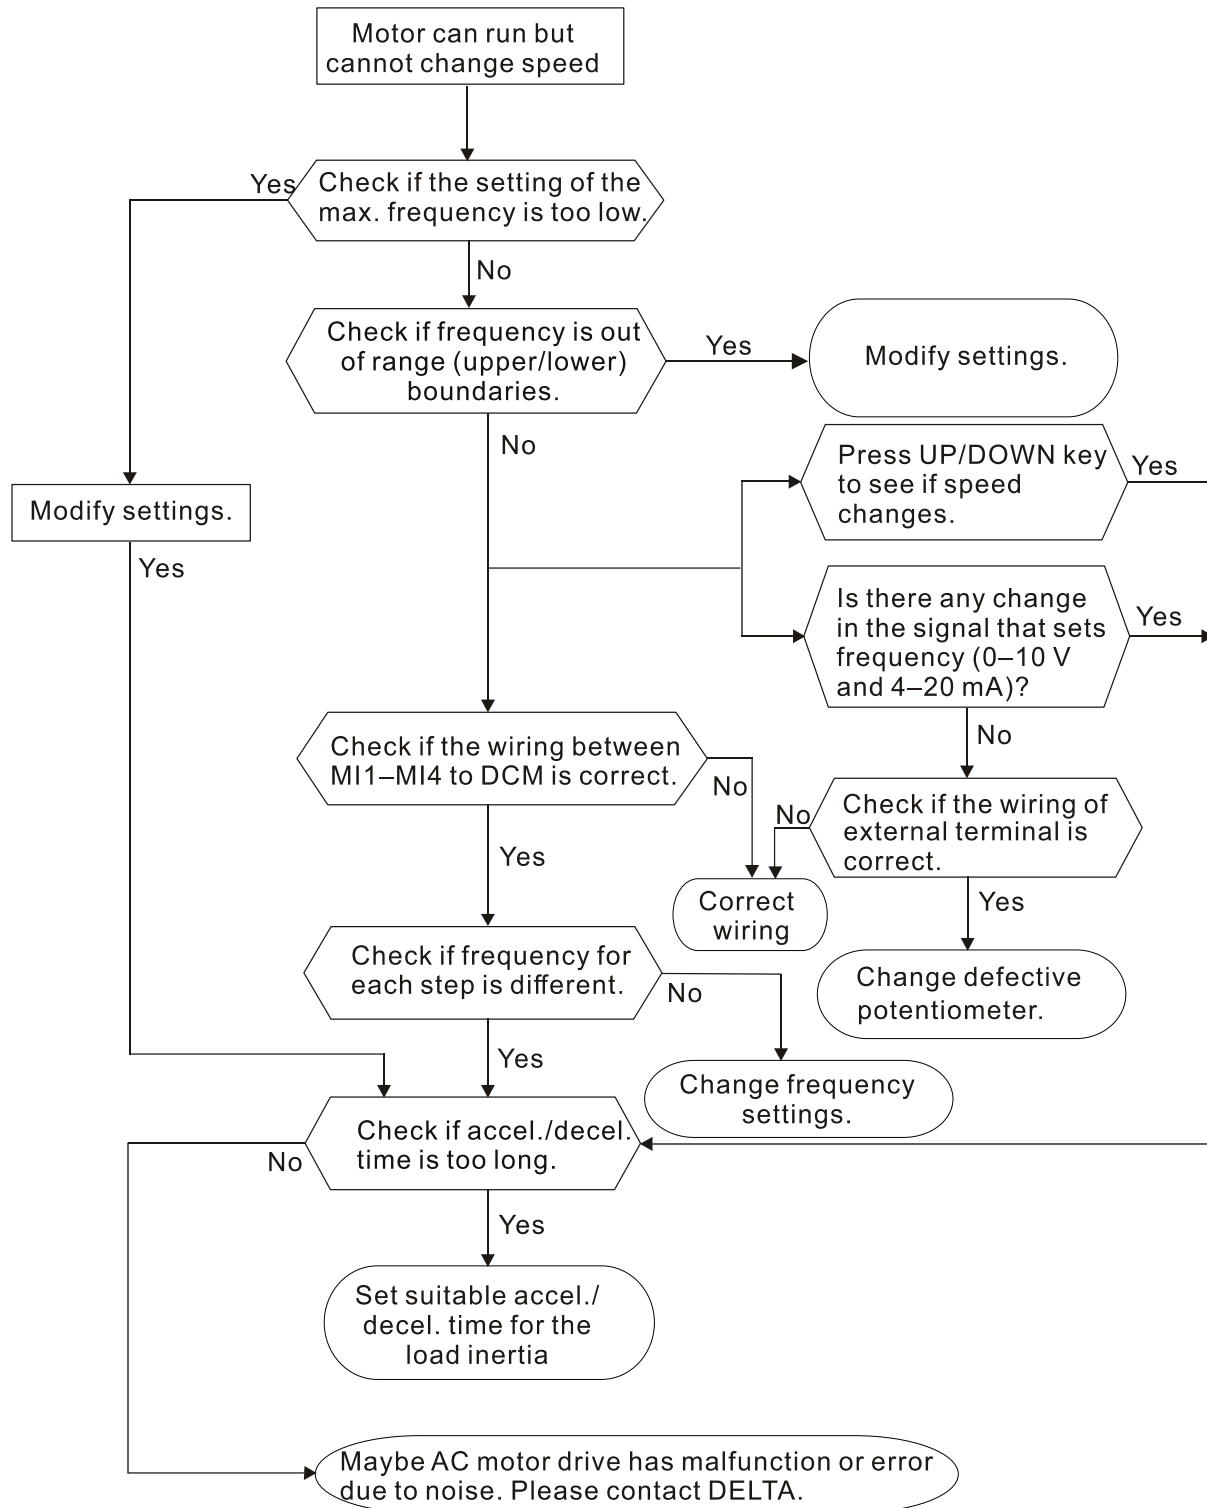 Motor can run but
cannot change speed
Yes
Check if the setting of the
max. frequency is too low.
No
Check if frequency is out
of range (upper/lower)
boundaries.
Yes
Modify settings.
No
Press UP/DOWN key
to see if speed
changes.
Yes
Modify settings.
Yes
Is there any change
in the signal that sets
frequency (0–10 V
and 4–20 mA)?
Yes
No
Check if the wiring between
MI1–MI4 to DCM is correct.
No
Check if the wiring of
external terminal is
correct.
No
Yes
Correct
wiring
Yes
Check if frequency for
each step is different.
No
Change defective
potentiometer.
Yes
Change frequency
settings.
Check if accel./decel.
time is too long.
No
Yes
Set suitable accel./
decel. time for the
load inertia
Maybe AC motor drive has malfunction or error
due to noise. Please contact DELTA.